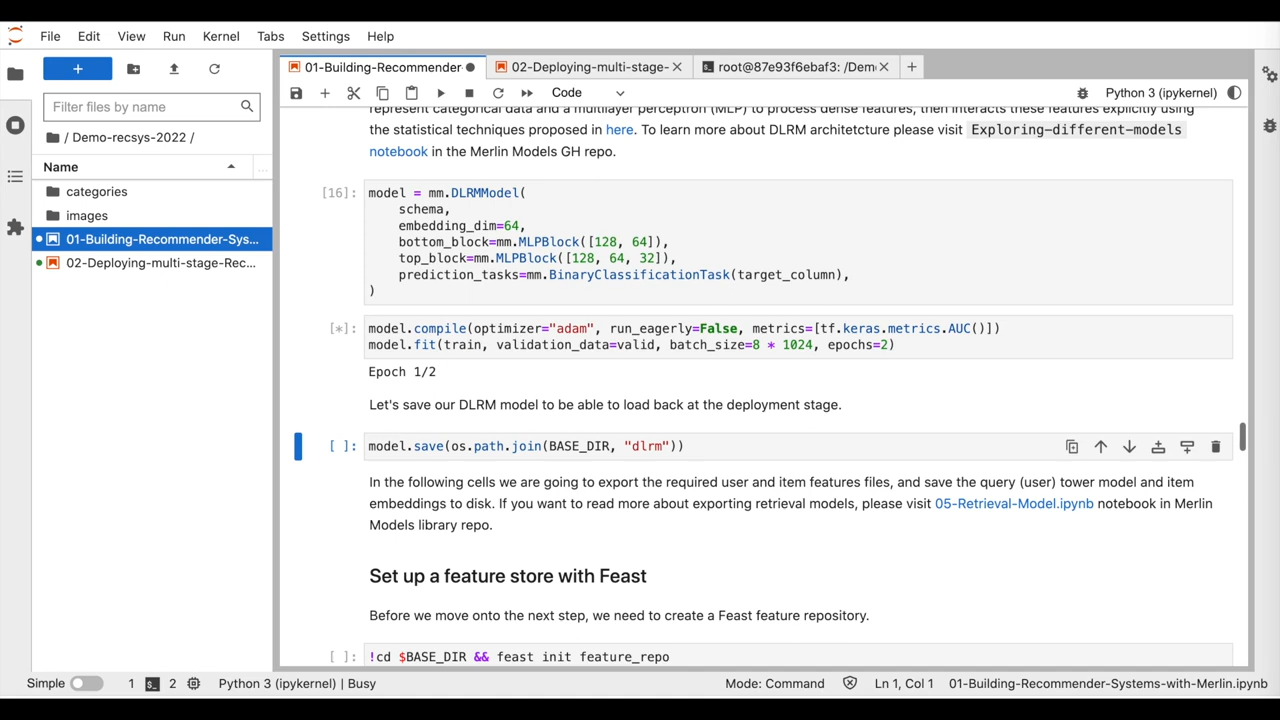 File Edit View Run Kernel Tabs Settings Help
+
Filter files by name
/ Demo-recsys-2022 /
Name
...
categories
images
01-Building-Recommender-Sys...
02-Deploying-multi-stage-Rec...
01-Building-Recommender-
02-Deploying-multi-stage-
root@87e93f6ebaf3: /Dem
+
Code
Python 3 (ipykernel)
represent categorical data and a multilayer perceptron (MLP) to process dense features, then interacts these features explicitly using
the statistical techniques proposed in here. To learn more about DLRM architetcture please visit Exploring-different-models
notebook in the Merlin Models GH repo.
[16]: model = mm.DLRMModel(
schema,
embedding_dim=64,
bottom_block=mm.MLPBlock([128, 64]),
top_block=mm.MLPBlock([128, 64, 32]),
prediction_tasks=mm.BinaryClassificationTask(target_column),
)
[*]: model.compile(optimizer="adam", run_eagerly=False, metrics=[tf.keras.metrics.AUC()])
model.fit(train, validation_data=valid, batch_size=8 * 1024, epochs=2)
Epoch 1/2
Let's save our DLRM model to be able to load back at the deployment stage.
[ ]: model.save(os.path.join(BASE_DIR, "dlrm"))
In the following cells we are going to export the required user and item features files, and save the query (user) tower model and item
embeddings to disk. If you want to read more about exporting retrieval models, please visit 05-Retrieval-Model.ipynb notebook in Merlin
Models library repo.
Set up a feature store with Feast
Before we move onto the next step, we need to create a Feast feature repository.
[ ]: !cd $BASE_DIR && feast init feature_repo
Simple 1 2 Python 3 (ipykernel) | Busy Mode: Command Ln 1, Col 1 01-Building-Recommender-Systems-with-Merlin.ipynb